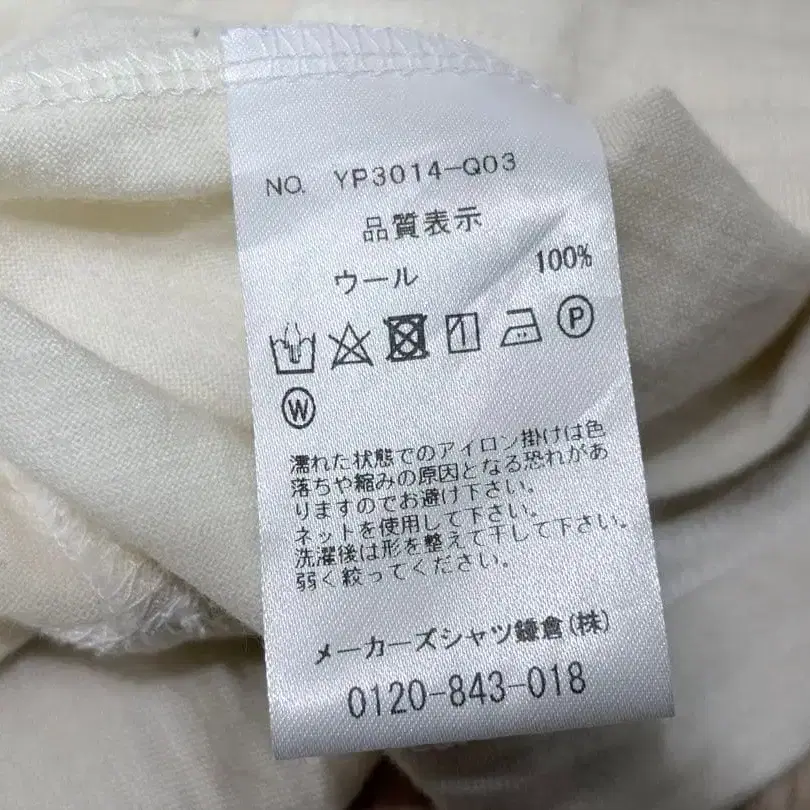 NO. YP3014-Q03
品質表示
ウール 100%
P
W
濡れた状態でのアイロン掛けは色
落ちや縮みの原因となる恐れがあ
りますのでお避け下さい。
ネットを使用して下さい。
洗濯後は形を整えて干して下さい。
弱く絞ってください。
メーカーズシャツ鎌倉(株)
0120-843-018